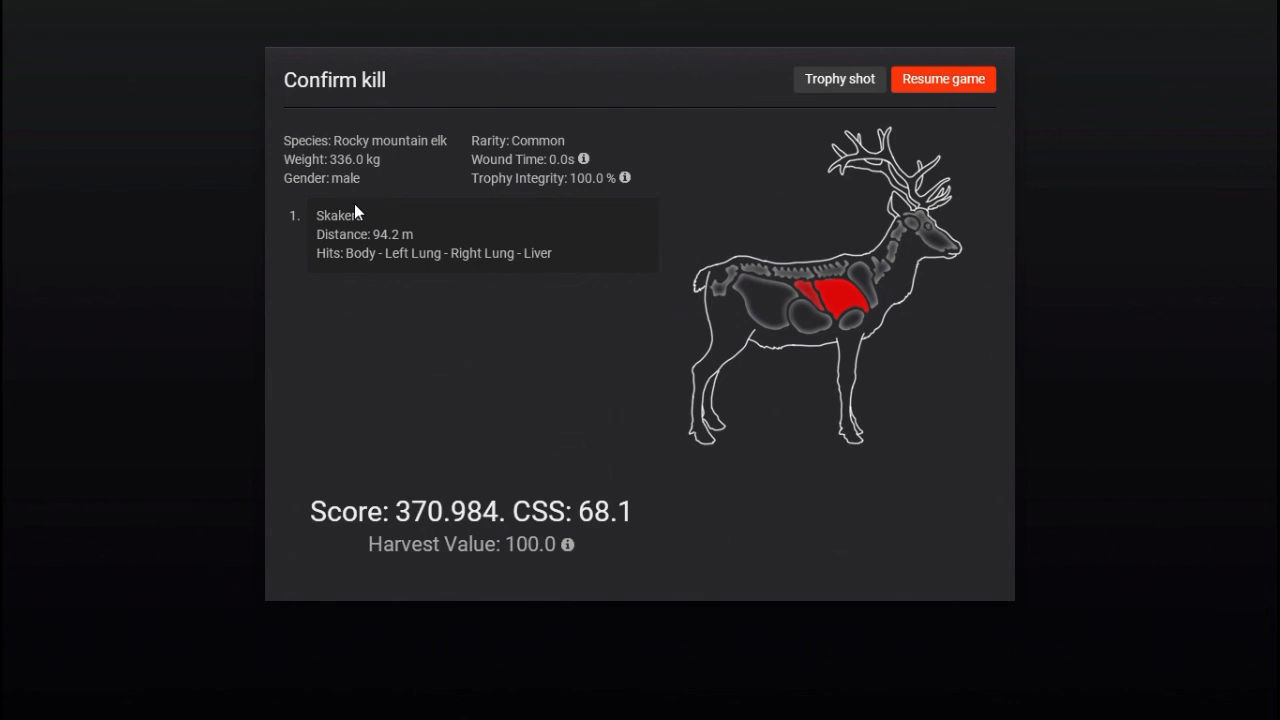 Confirm kill
Trophy shot
Resume game
Species: Rocky mountain elk
Rarity: Common
Weight: 336.0 kg
Wound Time: 0.0s
Gender: male
Trophy Integrity: 100.0 %
1.
Distance: 94.2 m
Hits: Body - Left Lung - Right Lung - Liver
Score: 370.984. CSS: 68.1
Harvest Value: 100.0